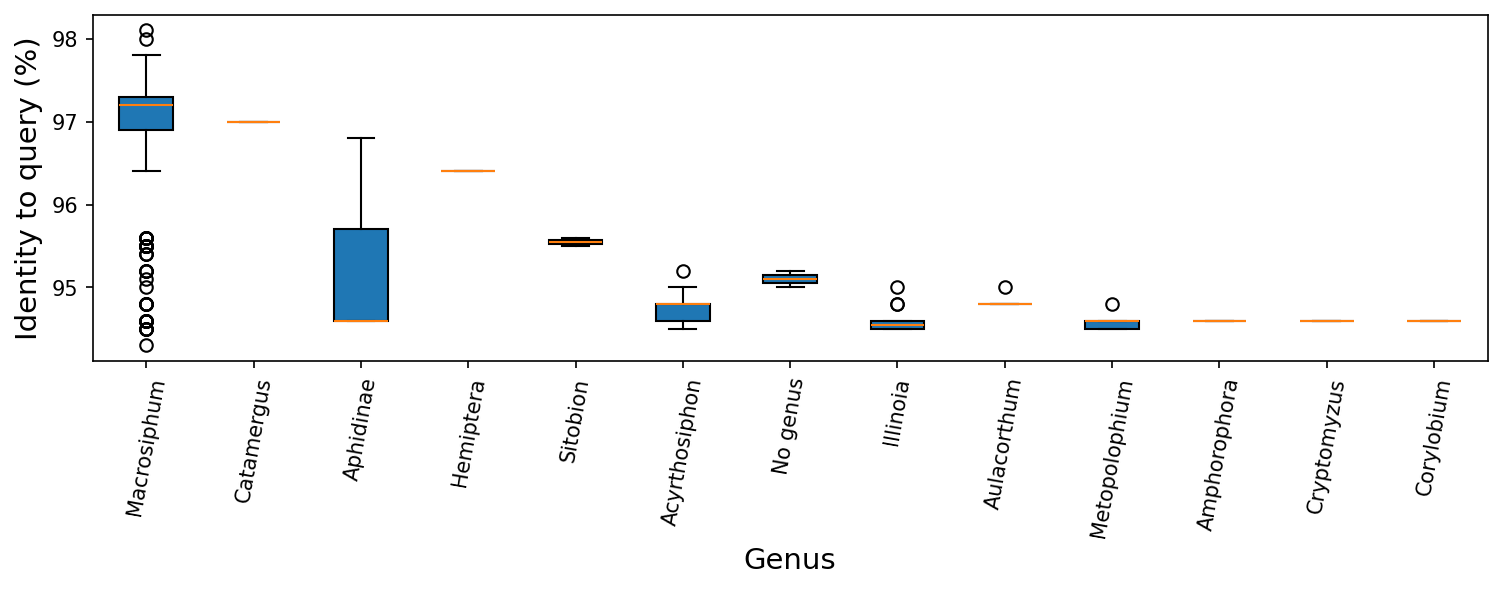 Identity to query (%)
98
97
96
95
Macrosiphum
Catamergus
Aphidinae
Hemiptera
Sitobion
Acyrthosiphon
No genus
Illinoia
Aulacorthum
Metopolophium
Amphorophora
Cryptomyzus
Corylobium
Genus